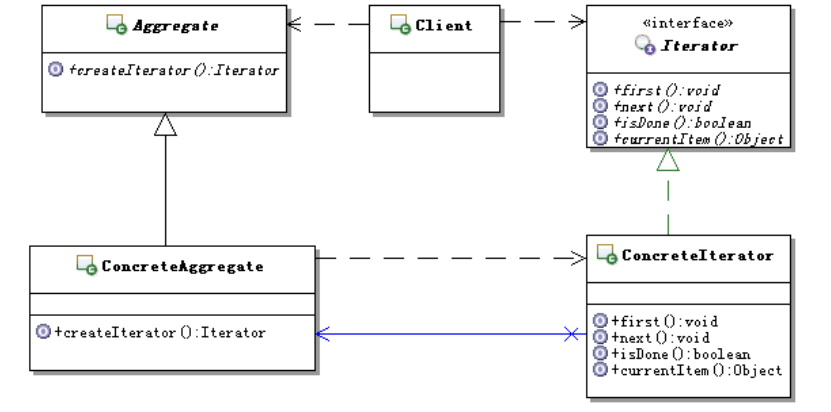 Aggregate
+createIterator():Iterator
Client
«interface»
Iterator
+first():void
+next():void
+isDone():boolean
+currentItem():Object
ConcreteAggregate
+createIterator():Iterator
ConcreteIterator
+first():void
+next():void
+isDone():boolean
+currentItem():Object